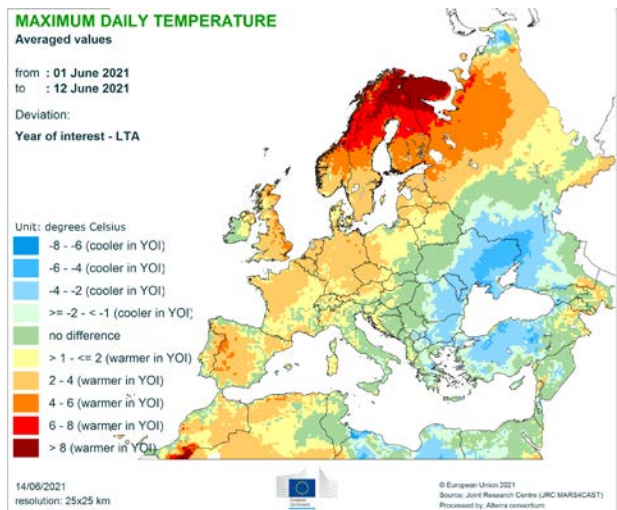 MAXIMUM DAILY TEMPERATURE
Averaged values
from : 01 June 2021
to : 12 June 2021
Deviation:
Year of interest - LTA
Unit: degrees Celsius
-8 - -6 (cooler in YOI)
-6 - -4 (cooler in YOI)
-4 - -2 (cooler in YOI)
>= -2 - < -1 (cooler in YOI)
no difference
> 1 - <= 2 (warmer in YOI)
2 - 4 (warmer in YOI)
4 - 6 (warmer in YOI)
6 - 8 (warmer in YOI)
> 8 (warmer in YOI)
14/06/2021
resolution: 25x25 km
European
Commission
© European Union 2021
Source: Joint Research Centre (JRC MARS4CAST)
Processed by: Alterra consortium